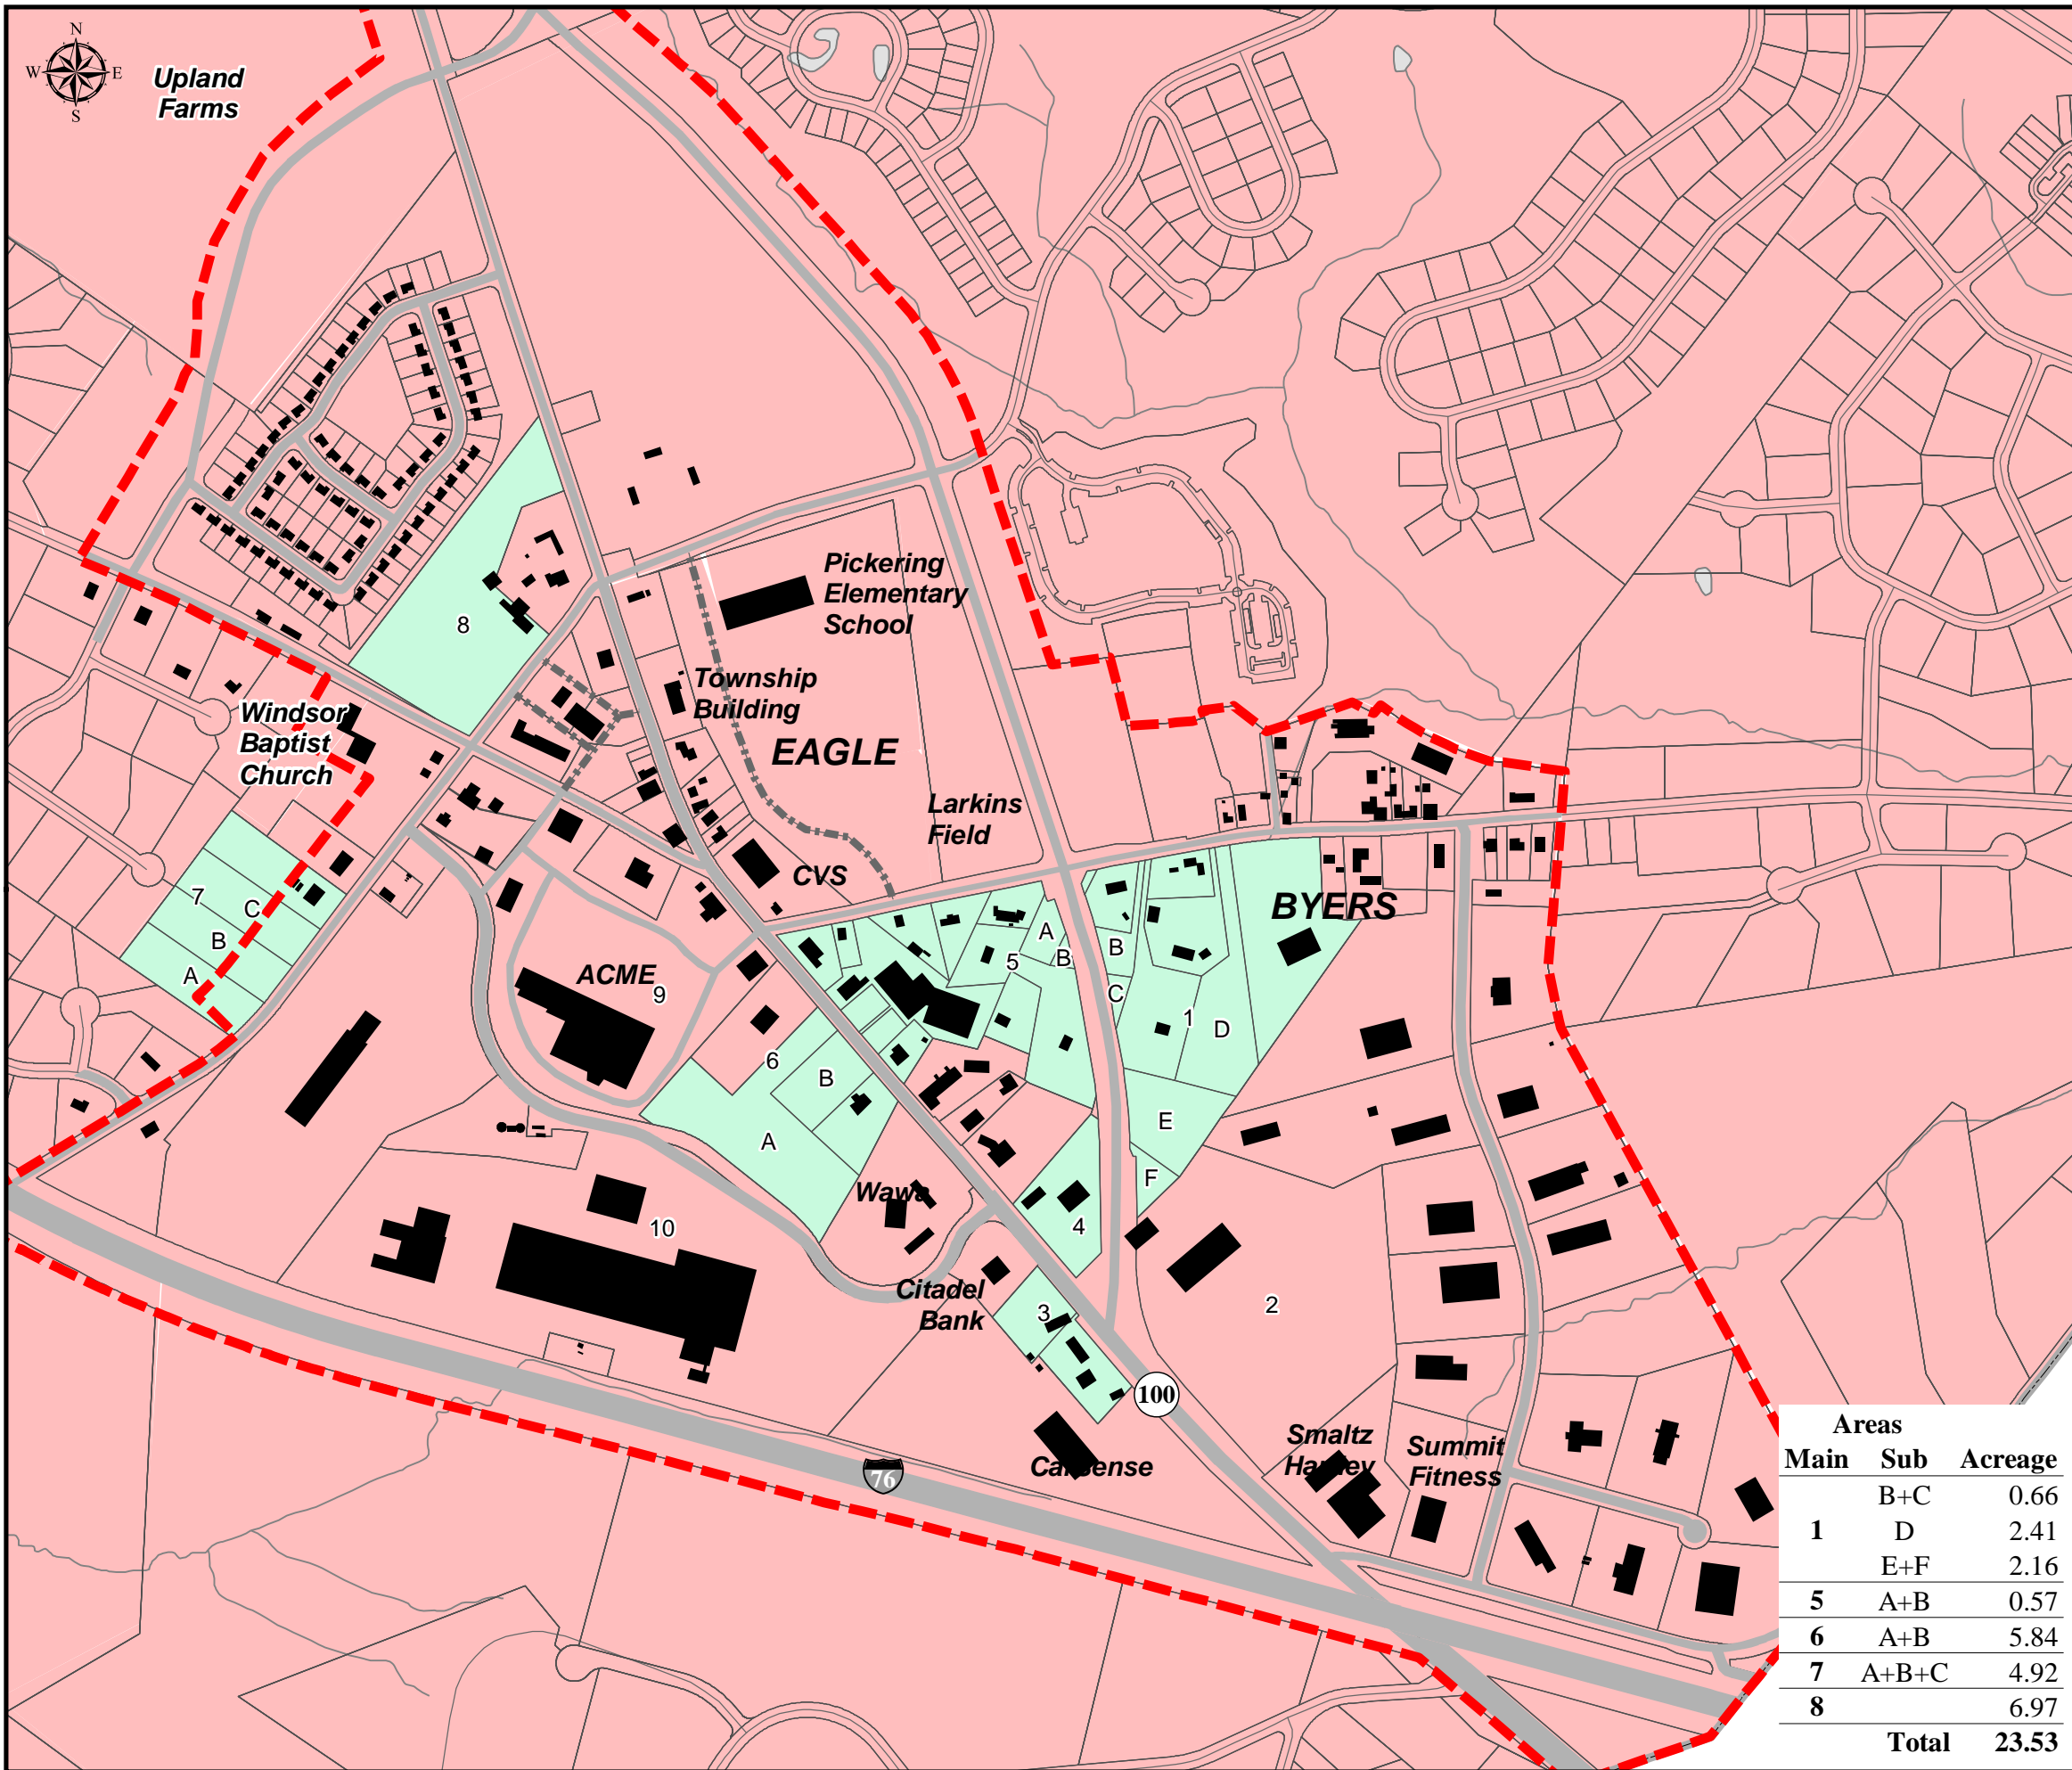 N
W E
S
Upland
Farms
Pickering
Elementary
School
8
Township
Building
Windsor
Baptist
Church
EAGLE
Larkins
Field
CVS
7
C
B
A
BYERS
A
B
B
5
ACME
9
C
1
D
6
B
A
E
F
Wawa
10
4
Citadel
Bank
3
2
100
Smaltz
Harley
Summit
Fitness
CarSense
76
Areas
Main Sub Acreage
B+C 0.66
1 D 2.41
E+F 2.16
5 A+B 0.57
6 A+B 5.84
7 A+B+C 4.92
8 6.97
Total 23.53